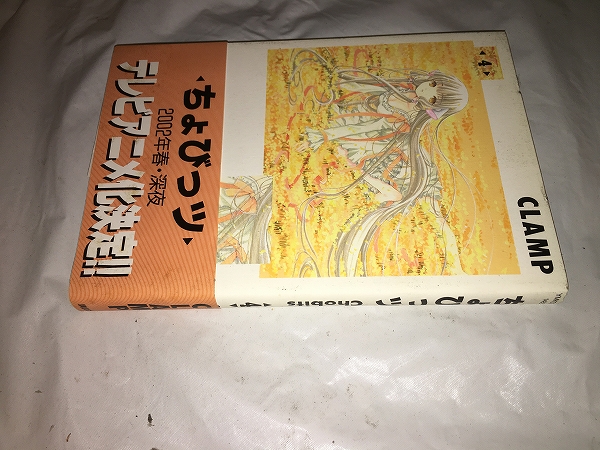 CLAMP
◂4▸
◂ちょびっツ▸
2002年春・深夜
テレビアニメ化決定!!
ちょびっツ Chobits ◂4▸
CLAMP